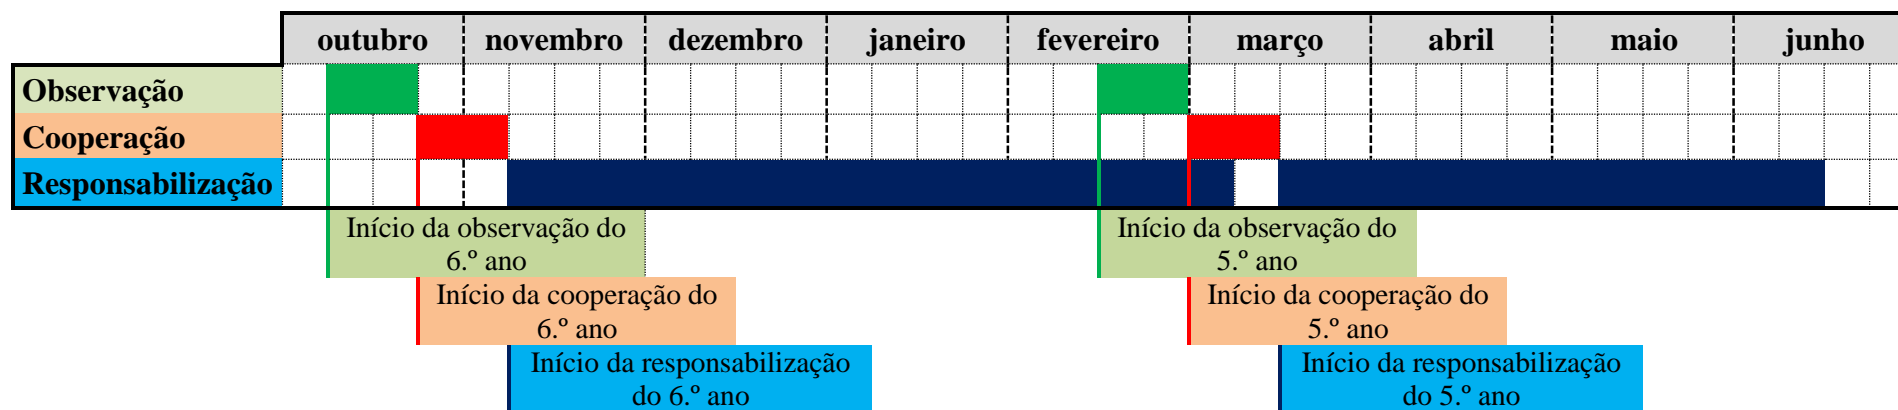 outubro novembro dezembro janeiro fevereiro março abril maio junho
Observação
Cooperação
Responsabilização
Início da observação do
6.º ano
Início da observação do
5.º ano
Início da cooperação do
6.º ano
Início da cooperação do
5.º ano
Início da responsabilização
do 6.º ano
Início da responsabilização
do 5.º ano